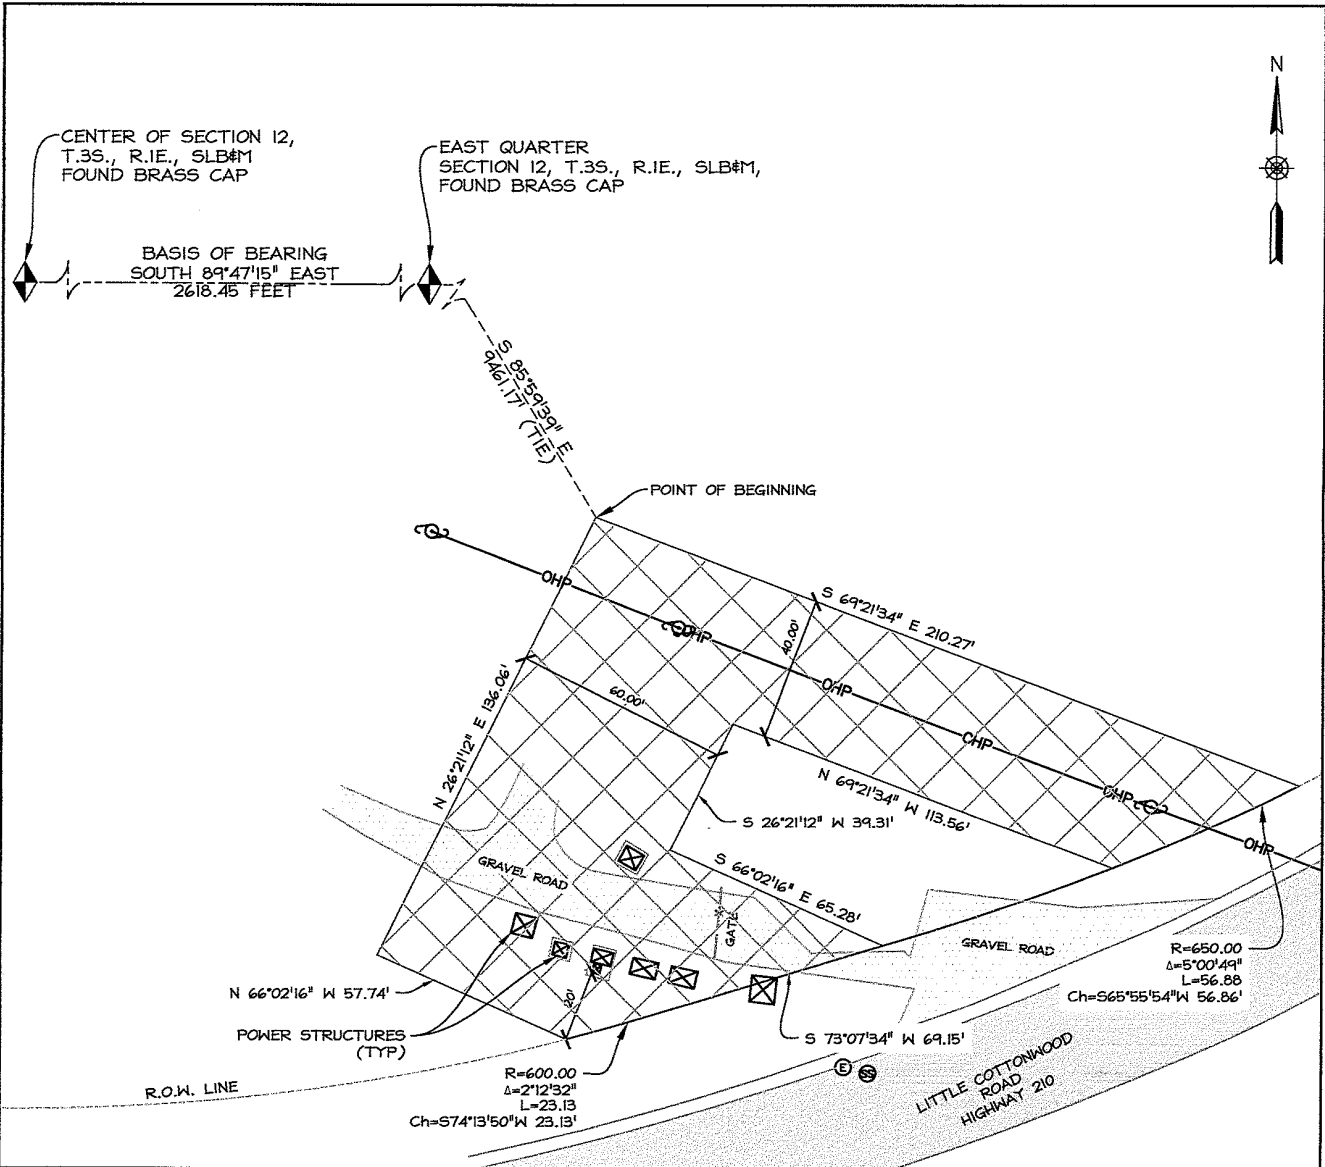 N
CENTER OF SECTION 12,
T.3S., R.1E., SLB&M
FOUND BRASS CAP
EAST QUARTER
SECTION 12, T.3S., R.1E., SLB&M,
FOUND BRASS CAP
BASIS OF BEARING
SOUTH 89°47'15" EAST
2618.45 FEET
S 85°59'39" E
9461.17' (TIE)
POINT OF BEGINNING
OHP
OHP
S 69°21'34" E 210.27'
40.00'
OHP
60.00'
N 26°21'12" E 136.06'
OHP
N 69°21'34" W 113.56'
OHP
S 26°21'12" W 39.31'
OHP
GRAVEL ROAD
S 66°02'16" E 65.28'
GATE
GRAVEL ROAD
R=650.00
Δ=5°00'49"
L=56.88
Ch=S65°55'54"W 56.86'
N 66°02'16" W 57.74'
20'
POWER STRUCTURES
(TYP)
S 73°07'34" W 69.15'
R.O.W. LINE
R=600.00
Δ=2°12'32"
L=23.13
Ch=S74°13'50"W 23.13'
E
SS
LITTLE COTTONWOOD
ROAD
HIGHWAY 210